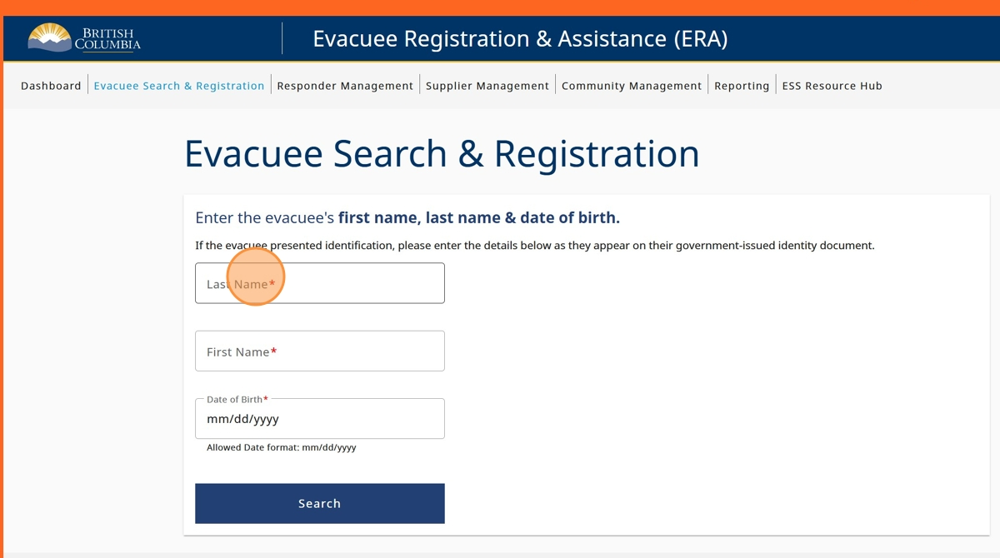 BRITISH
COLUMBIA
Evacuee Registration & Assistance (ERA)
Dashboard Evacuee Search & Registration Responder Management Supplier Management Community Management Reporting ESS Resource Hub
Evacuee Search & Registration
Enter the evacuee's first name, last name & date of birth.
If the evacuee presented identification, please enter the details below as they appear on their government-issued identity document.
Last Name*
First Name*
Date of Birth*
mm/dd/yyyy
Allowed Date format: mm/dd/yyyy
Search